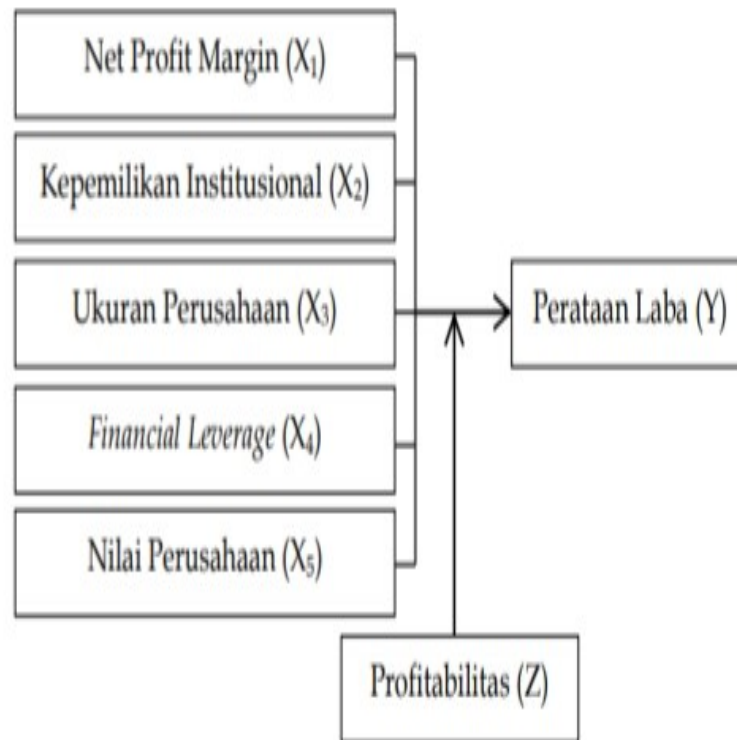 Net Profit Margin (X₁)
Kepemilikan Institusional (X₂)
Ukuran Perusahaan (X₃)
Perataan Laba (Y)
Financial Leverage (X₄)
Nilai Perusahaan (X₅)
Profitabilitas (Z)